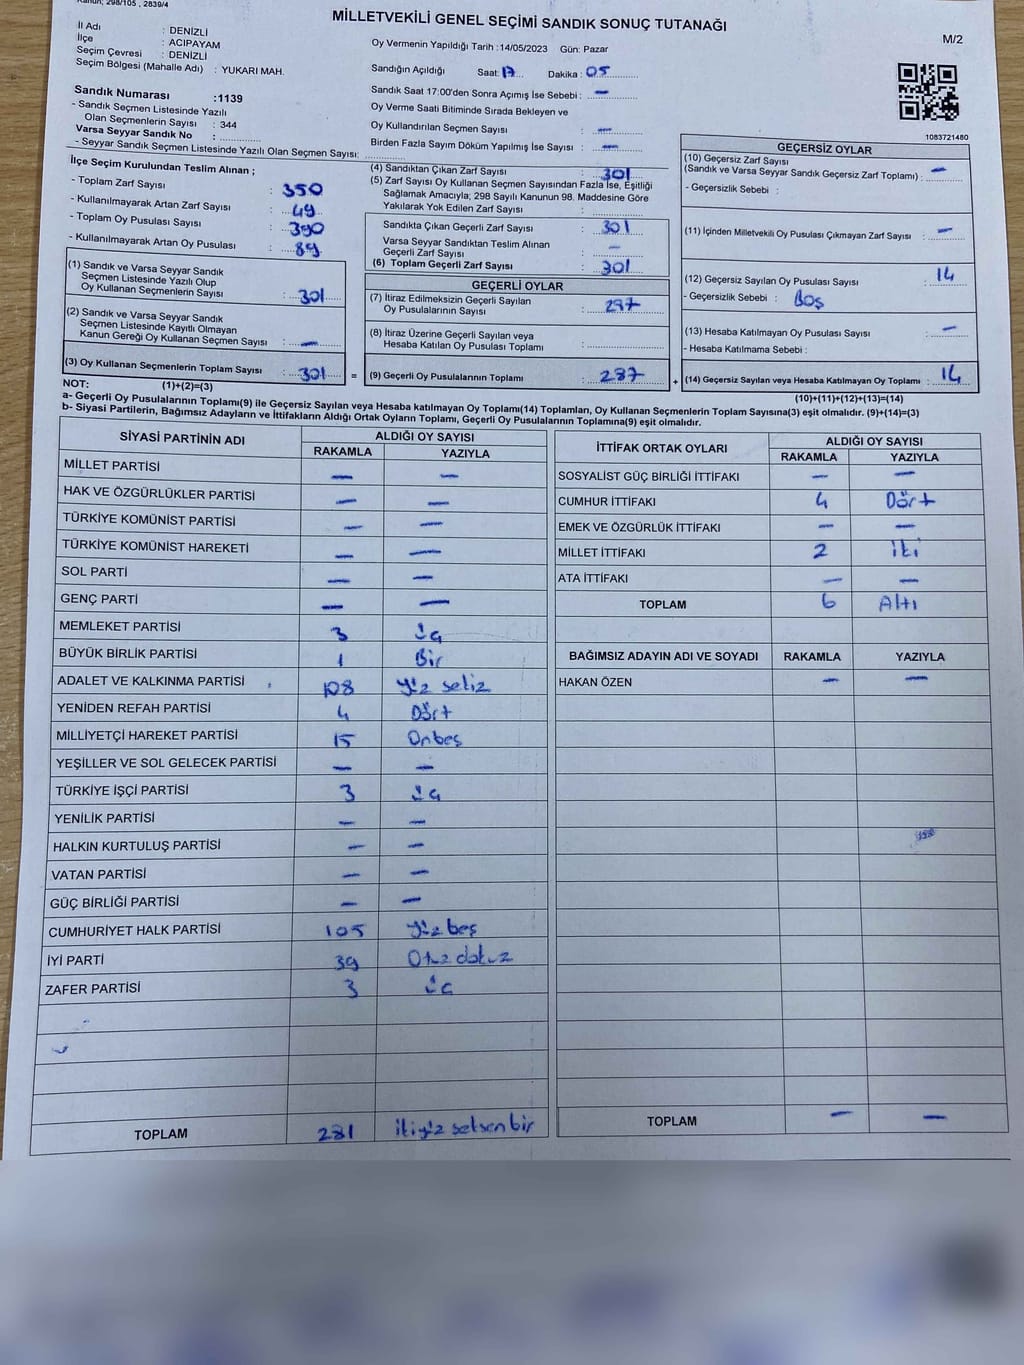 Kanun; 298/105 , 2839/4
MİLLETVEKİLİ GENEL SEÇİMİ SANDIK SONUÇ TUTANAĞI
M/2
İl Adı : DENİZLİ
İlçe : ACIPAYAM
Seçim Çevresi : DENİZLİ
Seçim Bölgesi (Mahalle Adı) : YUKARI MAH.
Sandık Numarası :1139
- Sandık Seçmen Listesinde Yazılı
Olan Seçmenlerin Sayısı : 344
Varsa Seyyar Sandık No :
- Seyyar Sandık Seçmen Listesinde Yazılı Olan Seçmen Sayısı:
Oy Vermenin Yapıldığı Tarih :14/05/2023 Gün: Pazar
Sandığın Açıldığı Saat: 17 Dakika : 05
Sandık Saat 17:00'den Sonra Açımış İse Sebebi : —
Oy Verme Saati Bitiminde Sırada Bekleyen ve
Oy Kullandırılan Seçmen Sayısı : —
Birden Fazla Sayım Döküm Yapılmış İse Sayısı : —
1083721480
İlçe Seçim Kurulundan Teslim Alınan ;
- Toplam Zarf Sayısı : 350
- Kullanılmayarak Artan Zarf Sayısı : 49
- Toplam Oy Pusulası Sayısı : 390
- Kullanılmayarak Artan Oy Pusulası : 89
(1) Sandık ve Varsa Seyyar Sandık
Seçmen Listesinde Yazılı Olup
Oy Kullanan Seçmenlerin Sayısı : 301
(2) Sandık ve Varsa Seyyar Sandık
Seçmen Listesinde Kayıtlı Olmayan
Kanun Gereği Oy Kullanan Seçmen Sayısı : —
(3) Oy Kullanan Seçmenlerin Toplam Sayısı : 301 =
(4) Sandıktan Çıkan Zarf Sayısı : 301
(5) Zarf Sayısı Oy Kullanan Seçmen Sayısından Fazla İse, Eşitliği
Sağlamak Amacıyla; 298 Sayılı Kanunun 98. Maddesine Göre
Yakılarak Yok Edilen Zarf Sayısı :
Sandıkta Çıkan Geçerli Zarf Sayısı : 301
Varsa Seyyar Sandıktan Teslim Alınan
Geçerli Zarf Sayısı : —
(6) Toplam Geçerli Zarf Sayısı : 301
GEÇERLİ OYLAR
(7) İtiraz Edilmeksizin Geçerli Sayılan
Oy Pusulalarının Sayısı : 287
(8) İtiraz Üzerine Geçerli Sayılan veya
Hesaba Katılan Oy Pusulası Toplamı :
(9) Geçerli Oy Pusulalarının Toplamı : 287 +
GEÇERSİZ OYLAR
(10) Geçersiz Zarf Sayısı
(Sandık ve Varsa Seyyar Sandık Geçersiz Zarf Toplamı) : —
- Geçersizlik Sebebi :
(11) İçinden Milletvekili Oy Pusulası Çıkmayan Zarf Sayısı : —
(12) Geçersiz Sayılan Oy Pusulası Sayısı : 14
- Geçersizlik Sebebi : Boş
(13) Hesaba Katılmayan Oy Pusulası Sayısı : —
- Hesaba Katılmama Sebebi :
(14) Geçersiz Sayılan veya Hesaba Katılmayan Oy Toplamı : 14
NOT: (1)+(2)=(3)
(10)+(11)+(12)+(13)=(14)
a- Geçerli Oy Pusulalarının Toplamı(9) ile Geçersiz Sayılan veya Hesaba katılmayan Oy Toplamı(14) Toplamları, Oy Kullanan Seçmenlerin Toplam Sayısına(3) eşit olmalıdır. (9)+(14)=(3)
b- Siyasi Partilerin, Bağımsız Adayların ve İttifakların Aldığı Ortak Oyların Toplamı, Geçerli Oy Pusulalarının Toplamına(9) eşit olmalıdır.
SİYASİ PARTİNİN ADI ALDIĞI OY SAYISI
RAKAMLA YAZIYLA
MİLLET PARTİSİ — —
HAK VE ÖZGÜRLÜKLER PARTİSİ — —
TÜRKİYE KOMÜNİST PARTİSİ — —
TÜRKİYE KOMÜNİST HAREKETİ — —
SOL PARTİ — —
GENÇ PARTİ — —
MEMLEKET PARTİSİ 3 üç
BÜYÜK BİRLİK PARTİSİ 1 Bir
ADALET VE KALKINMA PARTİSİ 108 Yüz sekiz
YENİDEN REFAH PARTİSİ 4 Dört
MİLLİYETÇİ HAREKET PARTİSİ 15 Onbeş
YEŞİLLER VE SOL GELECEK PARTİSİ — —
TÜRKİYE İŞÇİ PARTİSİ 3 üç
YENİLİK PARTİSİ — —
HALKIN KURTULUŞ PARTİSİ — —
VATAN PARTİSİ — —
GÜÇ BİRLİĞİ PARTİSİ — —
CUMHURİYET HALK PARTİSİ 105 Yüz beş
İYİ PARTİ 39 Otuz dokuz
ZAFER PARTİSİ 3 üç
TOPLAM 281 ikiyüz seksen bir
İTTİFAK ORTAK OYLARI ALDIĞI OY SAYISI
RAKAMLA YAZIYLA
SOSYALİST GÜÇ BİRLİĞİ İTTİFAKI — —
CUMHUR İTTİFAKI 4 Dört
EMEK VE ÖZGÜRLÜK İTTİFAKI — —
MİLLET İTTİFAKI 2 iki
ATA İTTİFAKI — —
TOPLAM 6 Altı
BAĞIMSIZ ADAYIN ADI VE SOYADI RAKAMLA YAZIYLA
HAKAN ÖZEN — —
TOPLAM — —